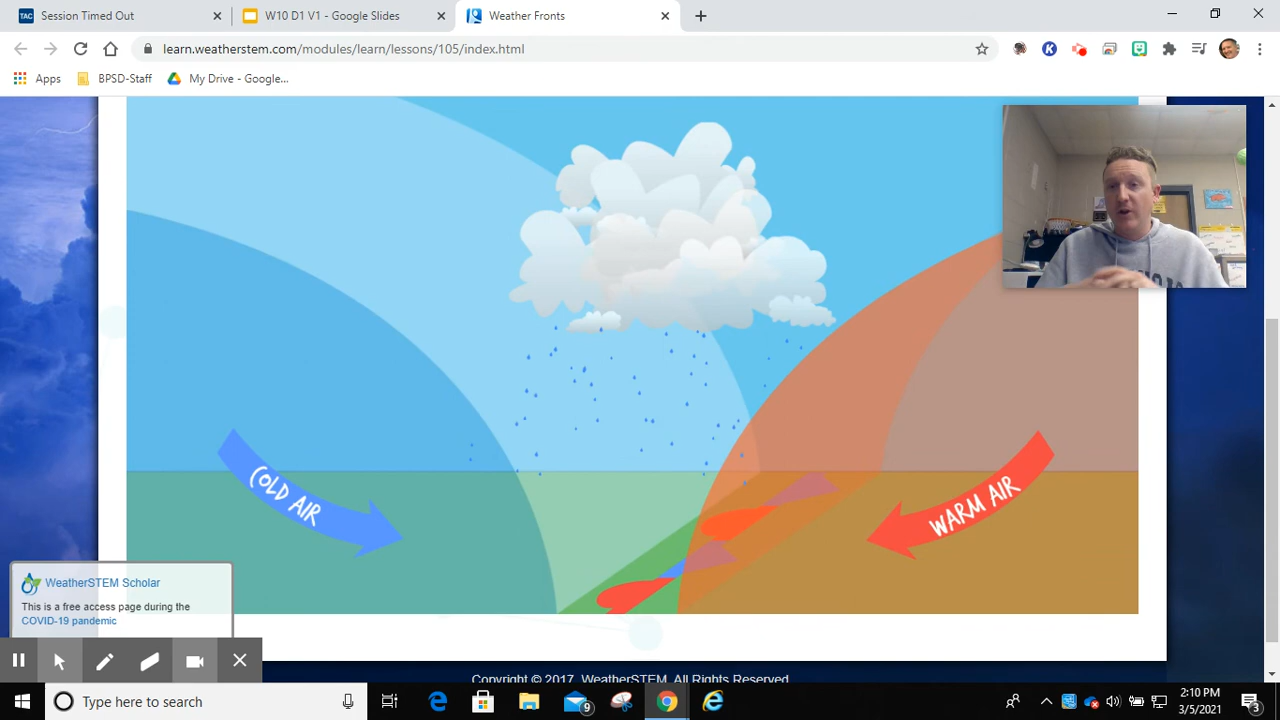 TAC Session Timed Out
W10 D1 V1 - Google Slides
Weather Fronts
learn.weatherstem.com/modules/learn/lessons/105/index.html
K
Apps
BPSD-Staff
My Drive - Google...
COLD AIR
WARM AIR
WeatherSTEM Scholar
This is a free access page during the
COVID-19 pandemic
Copyright © 2017, WeatherSTEM, All Rights Reserved
Type here to search
9
2:10 PM
3/5/2021
3